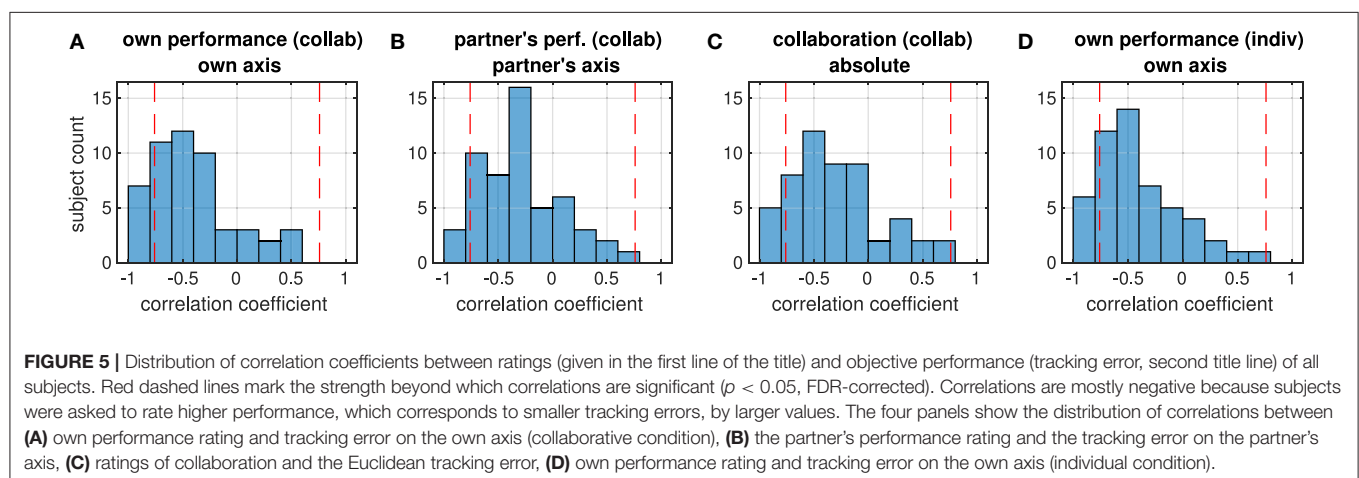 A own performance (collab)
own axis
B partner's perf. (collab)
partner's axis
C collaboration (collab)
absolute
D own performance (indiv)
own axis
subject count
15
10
5
0
-1 -0.5 0 0.5 1
correlation coefficient
15
10
5
0
-1 -0.5 0 0.5 1
correlation coefficient
15
10
5
0
-1 -0.5 0 0.5 1
correlation coefficient
15
10
5
0
-1 -0.5 0 0.5 1
correlation coefficient
FIGURE 5 | Distribution of correlation coefficients between ratings (given in the first line of the title) and objective performance (tracking error, second title line) of all
subjects. Red dashed lines mark the strength beyond which correlations are significant (p < 0.05, FDR-corrected). Correlations are mostly negative because subjects
were asked to rate higher performance, which corresponds to smaller tracking errors, by larger values. The four panels show the distribution of correlations between
(A) own performance rating and tracking error on the own axis (collaborative condition), (B) the partner's performance rating and the tracking error on the partner's
axis, (C) ratings of collaboration and the Euclidean tracking error, (D) own performance rating and tracking error on the own axis (individual condition).